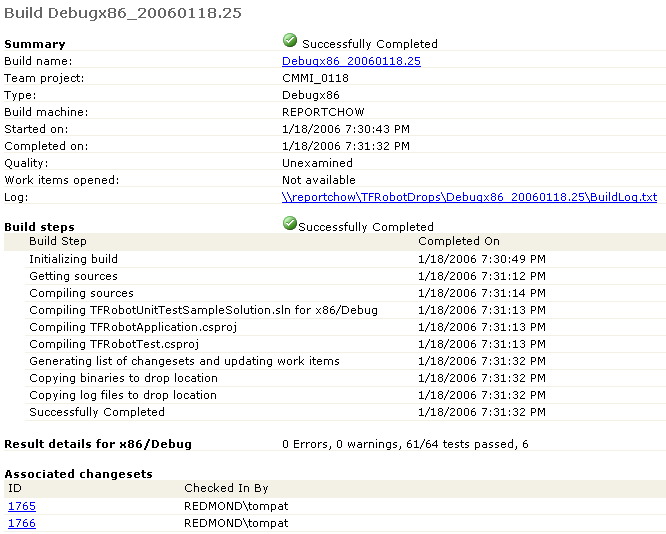 Build Debugx86_20060118.25
Summary Successfully Completed
Build name: Debugx86_20060118.25
Team project: CMMI_0118
Type: Debugx86
Build machine: REPORTCHOW
Started on: 1/18/2006 7:30:43 PM
Completed on: 1/18/2006 7:31:32 PM
Quality: Unexamined
Work items opened: Not available
Log: \\reportchow\TFRobotDrops\Debugx86_20060118.25\BuildLog.txt
Build steps Successfully Completed
Build Step Completed On
Initializing build 1/18/2006 7:30:49 PM
Getting sources 1/18/2006 7:31:12 PM
Compiling sources 1/18/2006 7:31:14 PM
Compiling TFRobotUnitTestSampleSolution.sln for x86/Debug 1/18/2006 7:31:13 PM
Compiling TFRobotApplication.csproj 1/18/2006 7:31:13 PM
Compiling TFRobotTest.csproj 1/18/2006 7:31:13 PM
Generating list of changesets and updating work items 1/18/2006 7:31:32 PM
Copying binaries to drop location 1/18/2006 7:31:32 PM
Copying log files to drop location 1/18/2006 7:31:32 PM
Successfully Completed 1/18/2006 7:31:32 PM
Result details for x86/Debug 0 Errors, 0 warnings, 61/64 tests passed, 6
Associated changesets
ID Checked In By
1765 REDMOND\tompat
1766 REDMOND\tompat